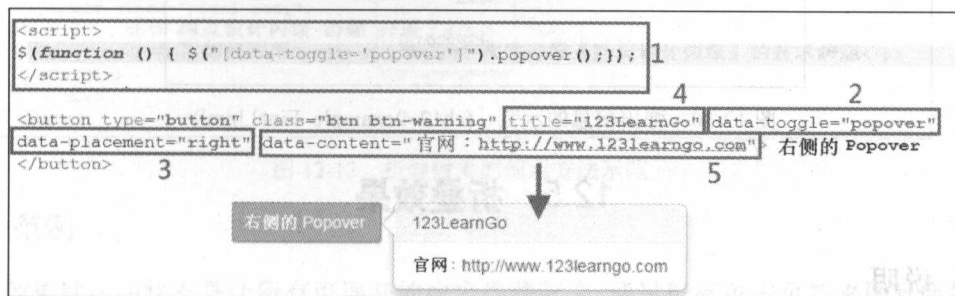 <script>
$(function () { $("[data-toggle='popover']").popover();});
</script>
1
4
2
<button type="button" class="btn btn-warning" title="123LearnGo" data-toggle="popover"
data-placement="right" data-content="官网：http://www.123learngo.com"> 右侧的 Popover
</button>
3
5
右侧的 Popover
123LearnGo
官网：http://www.123learngo.com